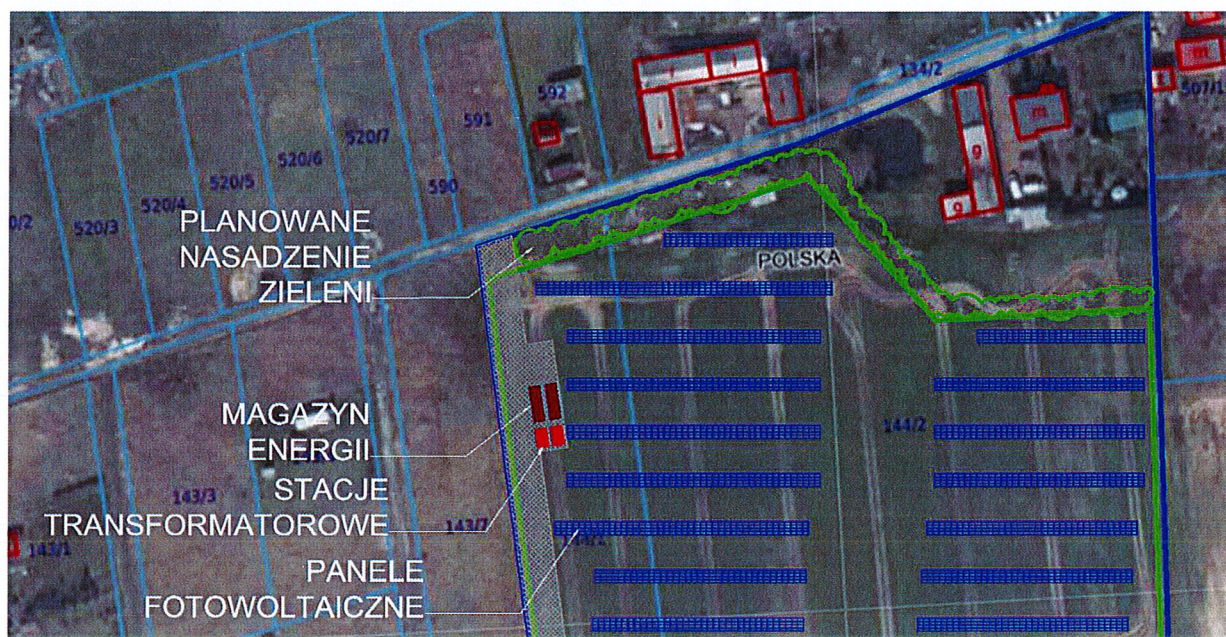 134/2
592
507/1
m
i
i
i
i
m
591
520/7
520/6
g
520/5
590
520/4
g
520/3
PLANOWANE
NASADZENIE
ZIELENI
POLSKA
MAGAZYN
ENERGII
144/2
STACJE
TRANSFORMATOROWE
143/3
143/7
143/1
PANELE
FOTOWOLTAICZNE